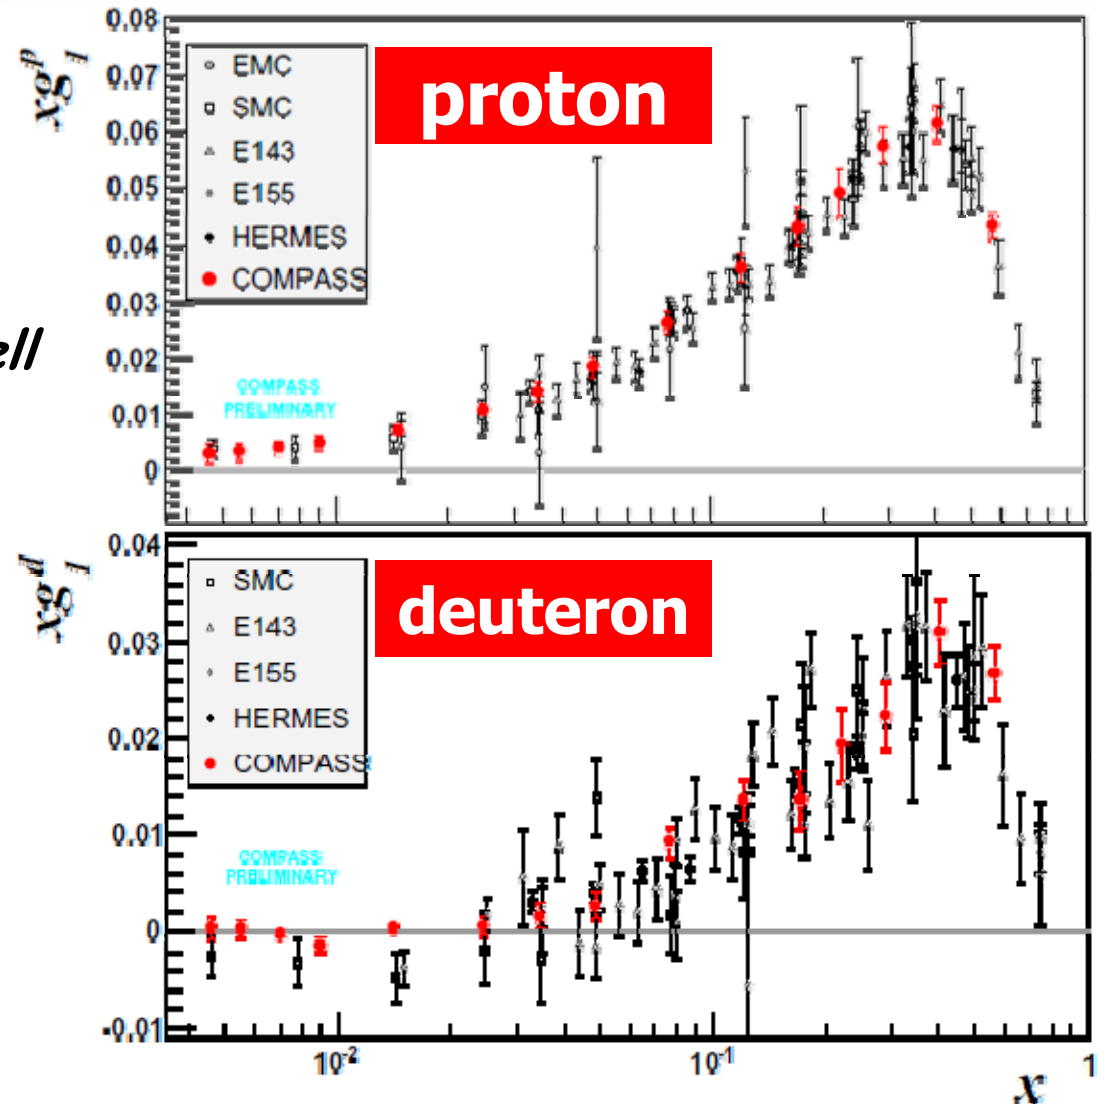 0.08
xg₁ᵖ
0.07
0.06
0.05
0.04
0.03
0.02
0.01
0
EMC
SMC
E143
E155
HERMES
COMPASS
proton
ell
COMPASS
PRELIMINARY
0.04
xg₁ᵈ
0.03
0.02
0.01
0
-0.01
SMC
E143
E155
HERMES
COMPASS
deuteron
COMPASS
PRELIMINARY
10⁻²
10⁻¹
1
x